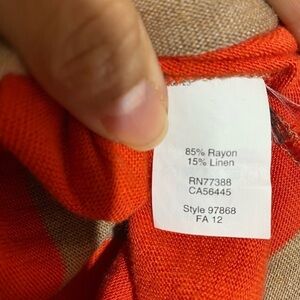 85% Rayon
15% Linen
RN77388
CA56445
Style 97868
FA 12